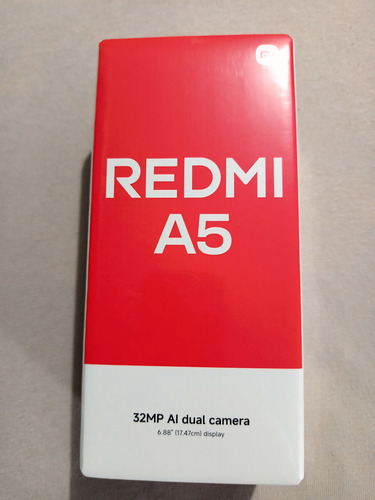 REDMI
A5
32MP AI dual camera
6.88" (17.47cm) display